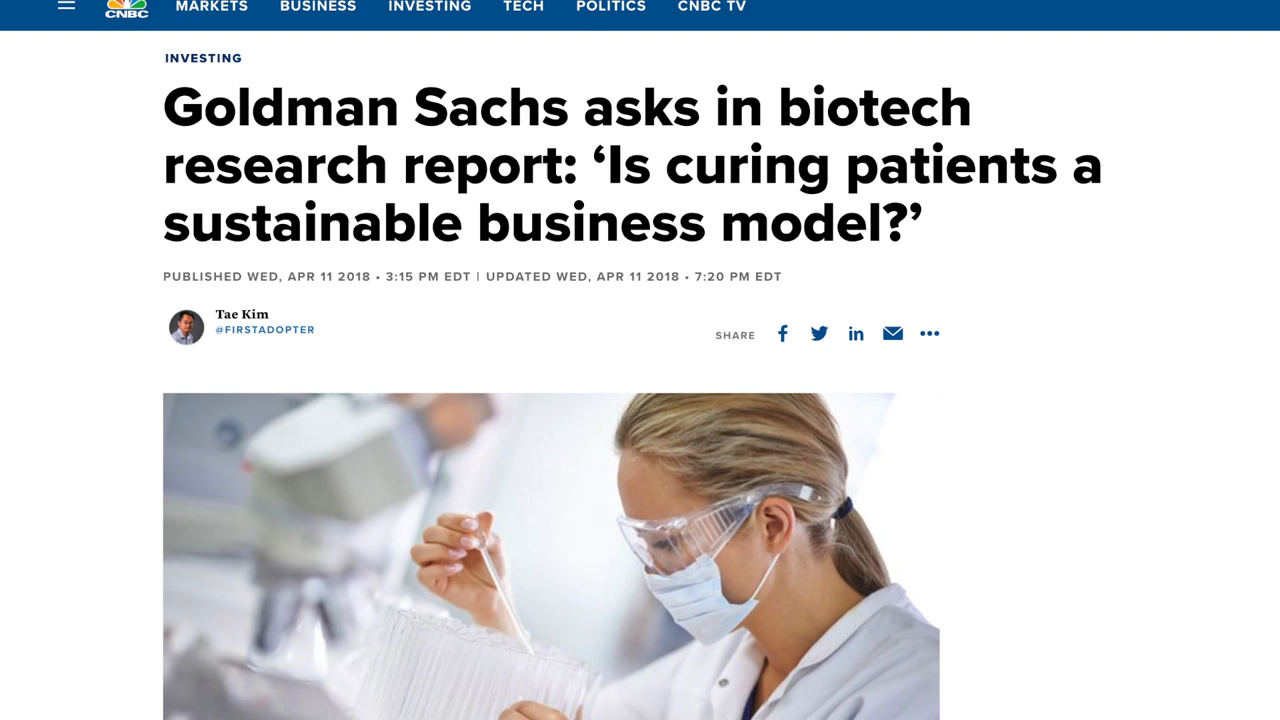 CNBC
MARKETS BUSINESS INVESTING TECH POLITICS CNBC TV
INVESTING
Goldman Sachs asks in biotech
research report: ‘Is curing patients a
sustainable business model?’
PUBLISHED WED, APR 11 2018 • 3:15 PM EDT | UPDATED WED, APR 11 2018 • 7:20 PM EDT
Tae Kim
@FIRSTADOPTER
SHARE